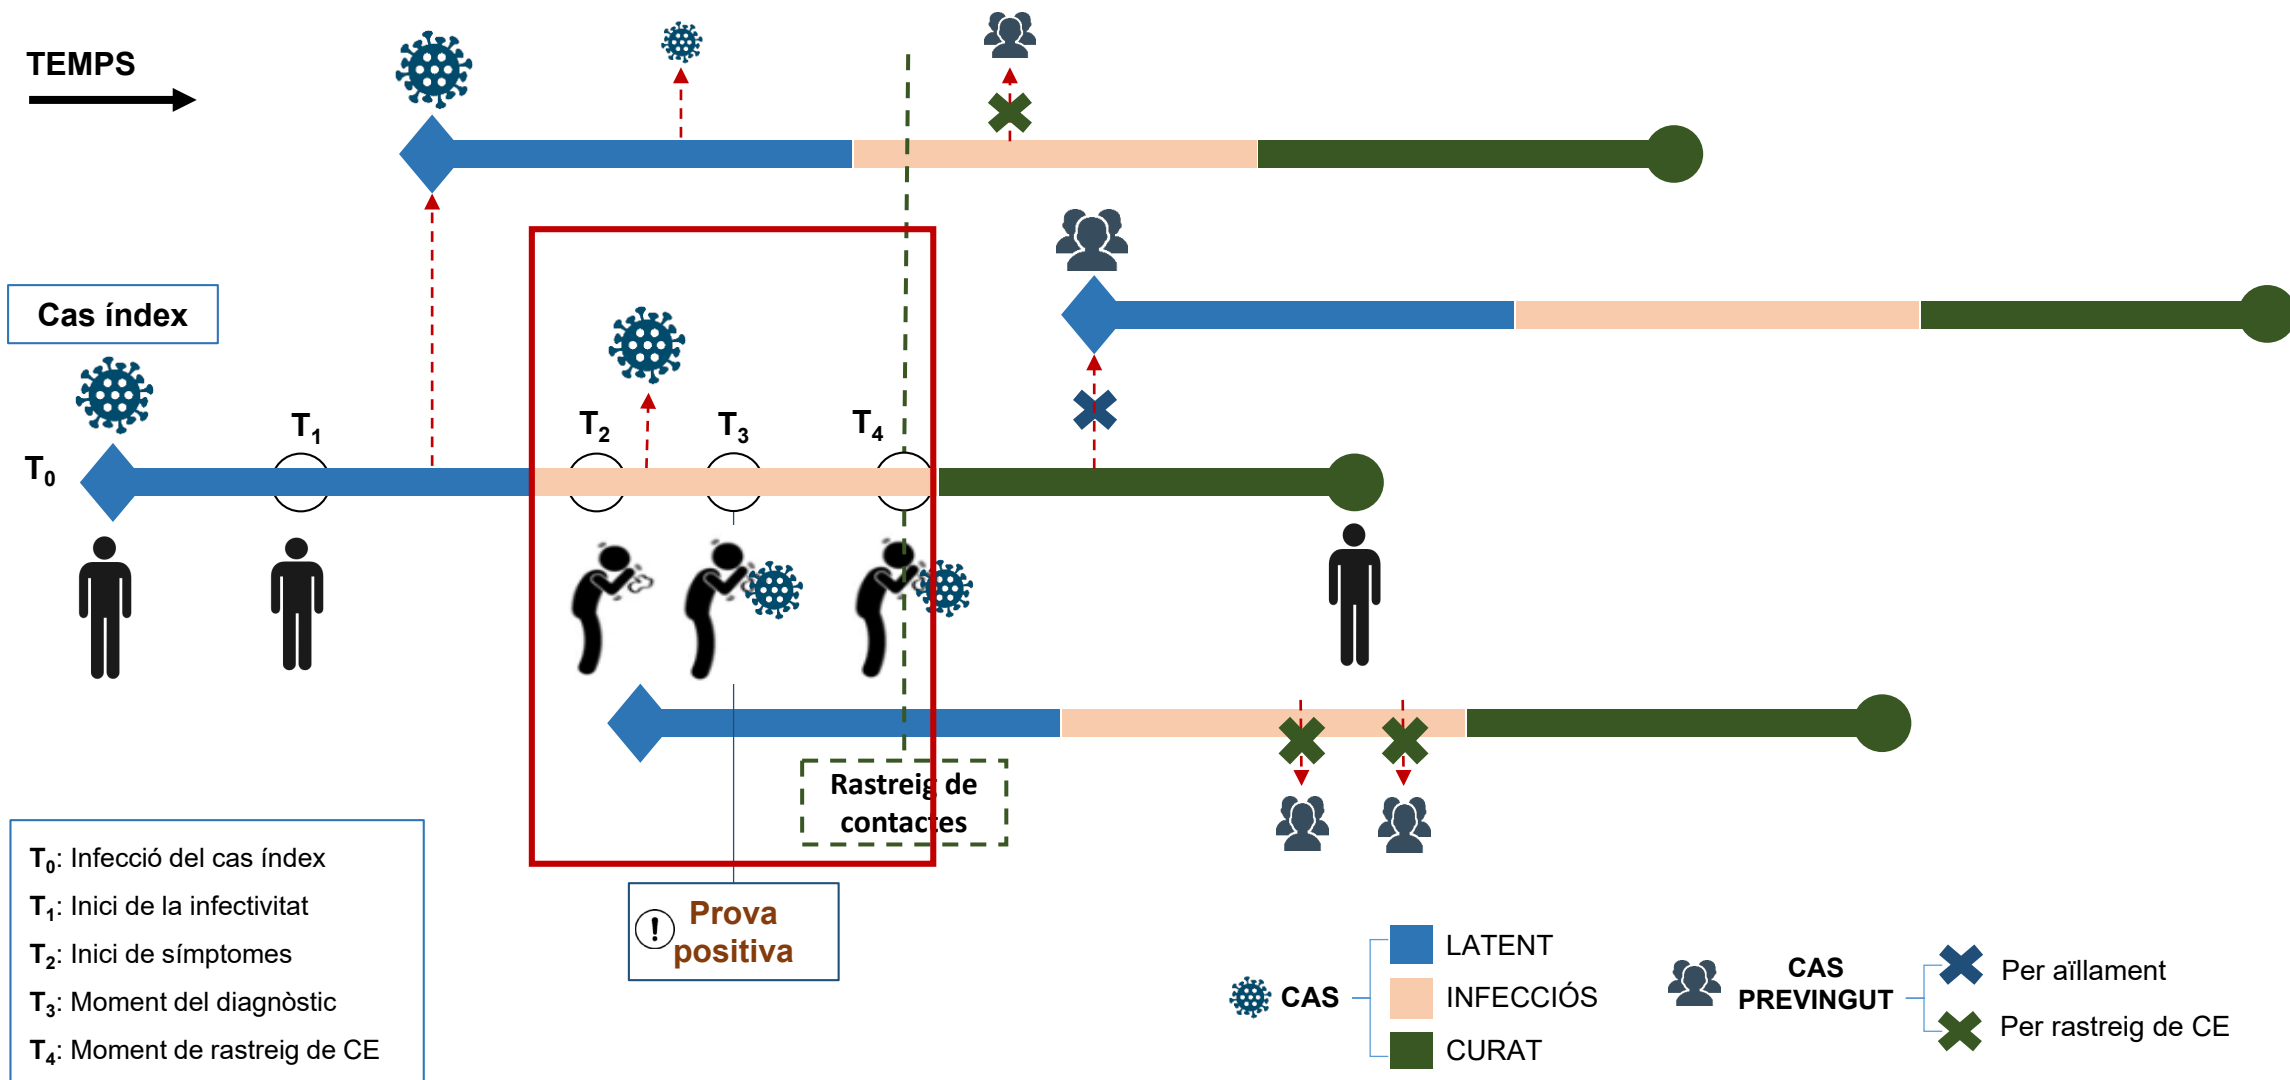 TEMPS
Cas índex
T₀
T₁
T₂
T₃
T₄
Rastreig de
contactes
Prova
positiva
T₀: Infecció del cas índex
T₁: Inici de la infectivitat
T₂: Inici de símptomes
T₃: Moment del diagnòstic
T₄: Moment de rastreig de CE
CAS
LATENT
INFECCIÓS
CURAT
CAS
PREVINGUT
Per aïllament
Per rastreig de CE